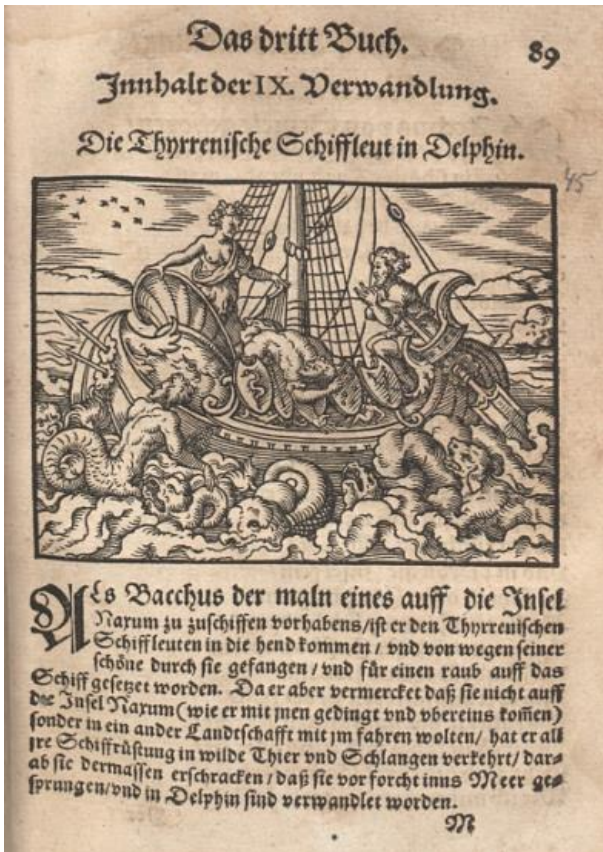 Das dritt Buch.
89
Innhalt der IX. Verwandlung.
Die Thyrrenische Schiffleut in Delphin.
45
Als Bacchus der maln eines auff die Insel
Naxum zu zuschiffen vorhabens/ist er den Thyrrenischen
Schiffleuten in die hend kommen / vnd von wegen seiner
schöne durch sie gefangen / vnd für einen raub auff das
Schiff gesetzet worden. Da er aber vermercket daß sie nicht auff
die Insel Naxum (wie er mit jnen gedingt vnd vbereins kom̃en)
sonder in ein ander Landtschafft mit jm fahren wolten/ hat er all
jre Schiffrüstung in wilde Thier vnd Schlangen verkehrt/ dar⸗
ab sie dermassen erschracken / daß sie vor forcht inns Meer ge⸗
sprungen/vnd in Delphin sind verwandlet worden.
M